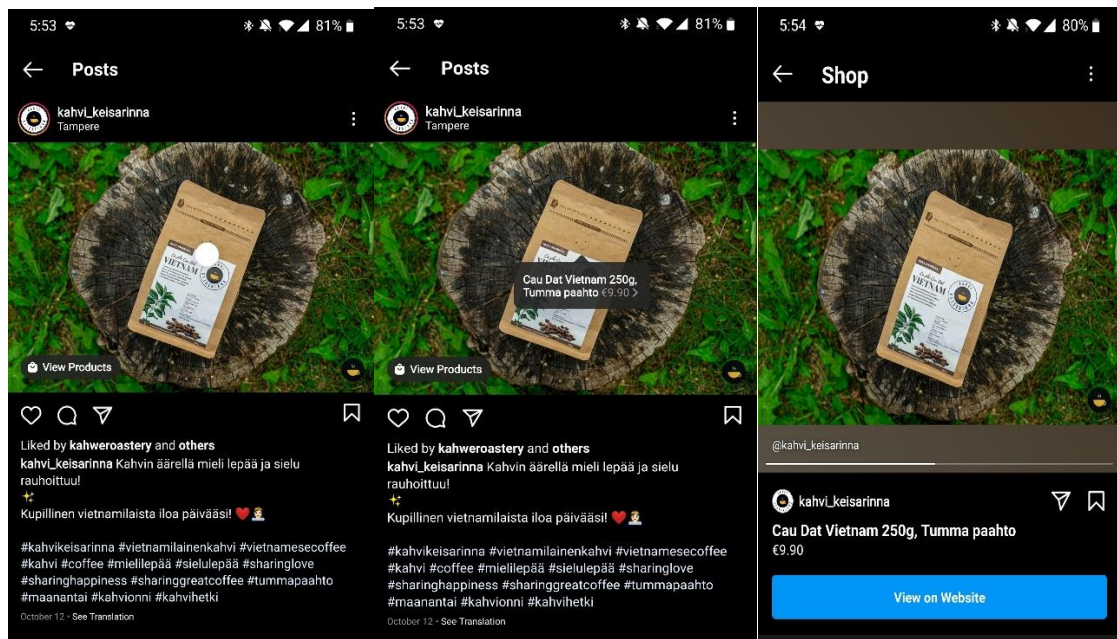 5:53
81%
Posts
kahvi_keisarinna
Tampere
VIETNAM
View Products
Liked by kahweroastery and others
kahvi_keisarinna Kahvin äärellä mieli lepää ja sielu
rauhoittuu!
✨
Kupillinen vietnamilaista iloa päivääsi! ❤️👸🏻
#kahvikeisarinna #vietnamilainenkahvi #vietnamesecoffee
#kahvi #coffee #mielilepää #sielulepää #sharinglove
#sharinghappiness #sharinggreatcoffee #tummapaahto
#maanantai #kahvionni #kahvihetki
October 12 • See Translation
5:53
81%
Posts
kahvi_keisarinna
Tampere
Cau Dat Vietnam 250g,
Tumma paahto €9.90 >
View Products
Liked by kahweroastery and others
kahvi_keisarinna Kahvin äärellä mieli lepää ja sielu
rauhoittuu!
✨
Kupillinen vietnamilaista iloa päivääsi! ❤️👸🏻
#kahvikeisarinna #vietnamilainenkahvi #vietnamesecoffee
#kahvi #coffee #mielilepää #sielulepää #sharinglove
#sharinghappiness #sharinggreatcoffee #tummapaahto
#maanantai #kahvionni #kahvihetki
October 12 • See Translation
5:54
80%
Shop
VIETNAM
@kahvi_keisarinna
kahvi_keisarinna
Cau Dat Vietnam 250g, Tumma paahto
€9.90
View on Website